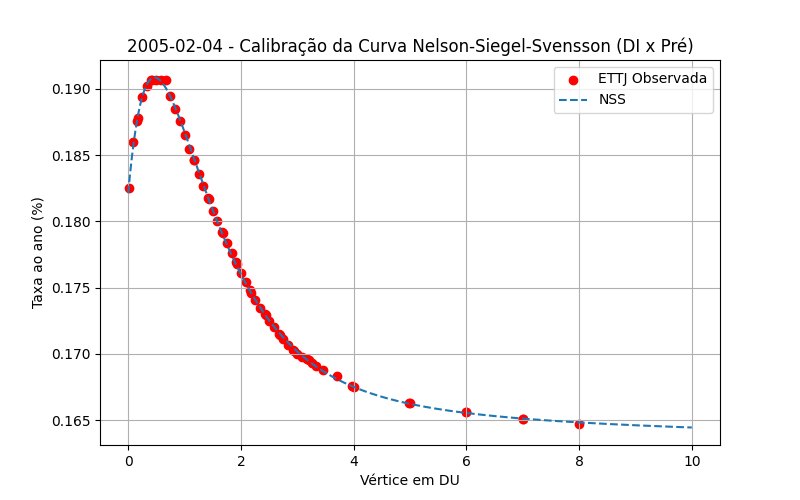 2005-02-04 - Calibração da Curva Nelson-Siegel-Svensson (DI x Pré)
ETTJ Observada
NSS
Taxa ao ano (%)
0.190
0.185
0.180
0.175
0.170
0.165
0 2 4 6 8 10
Vértice em DU